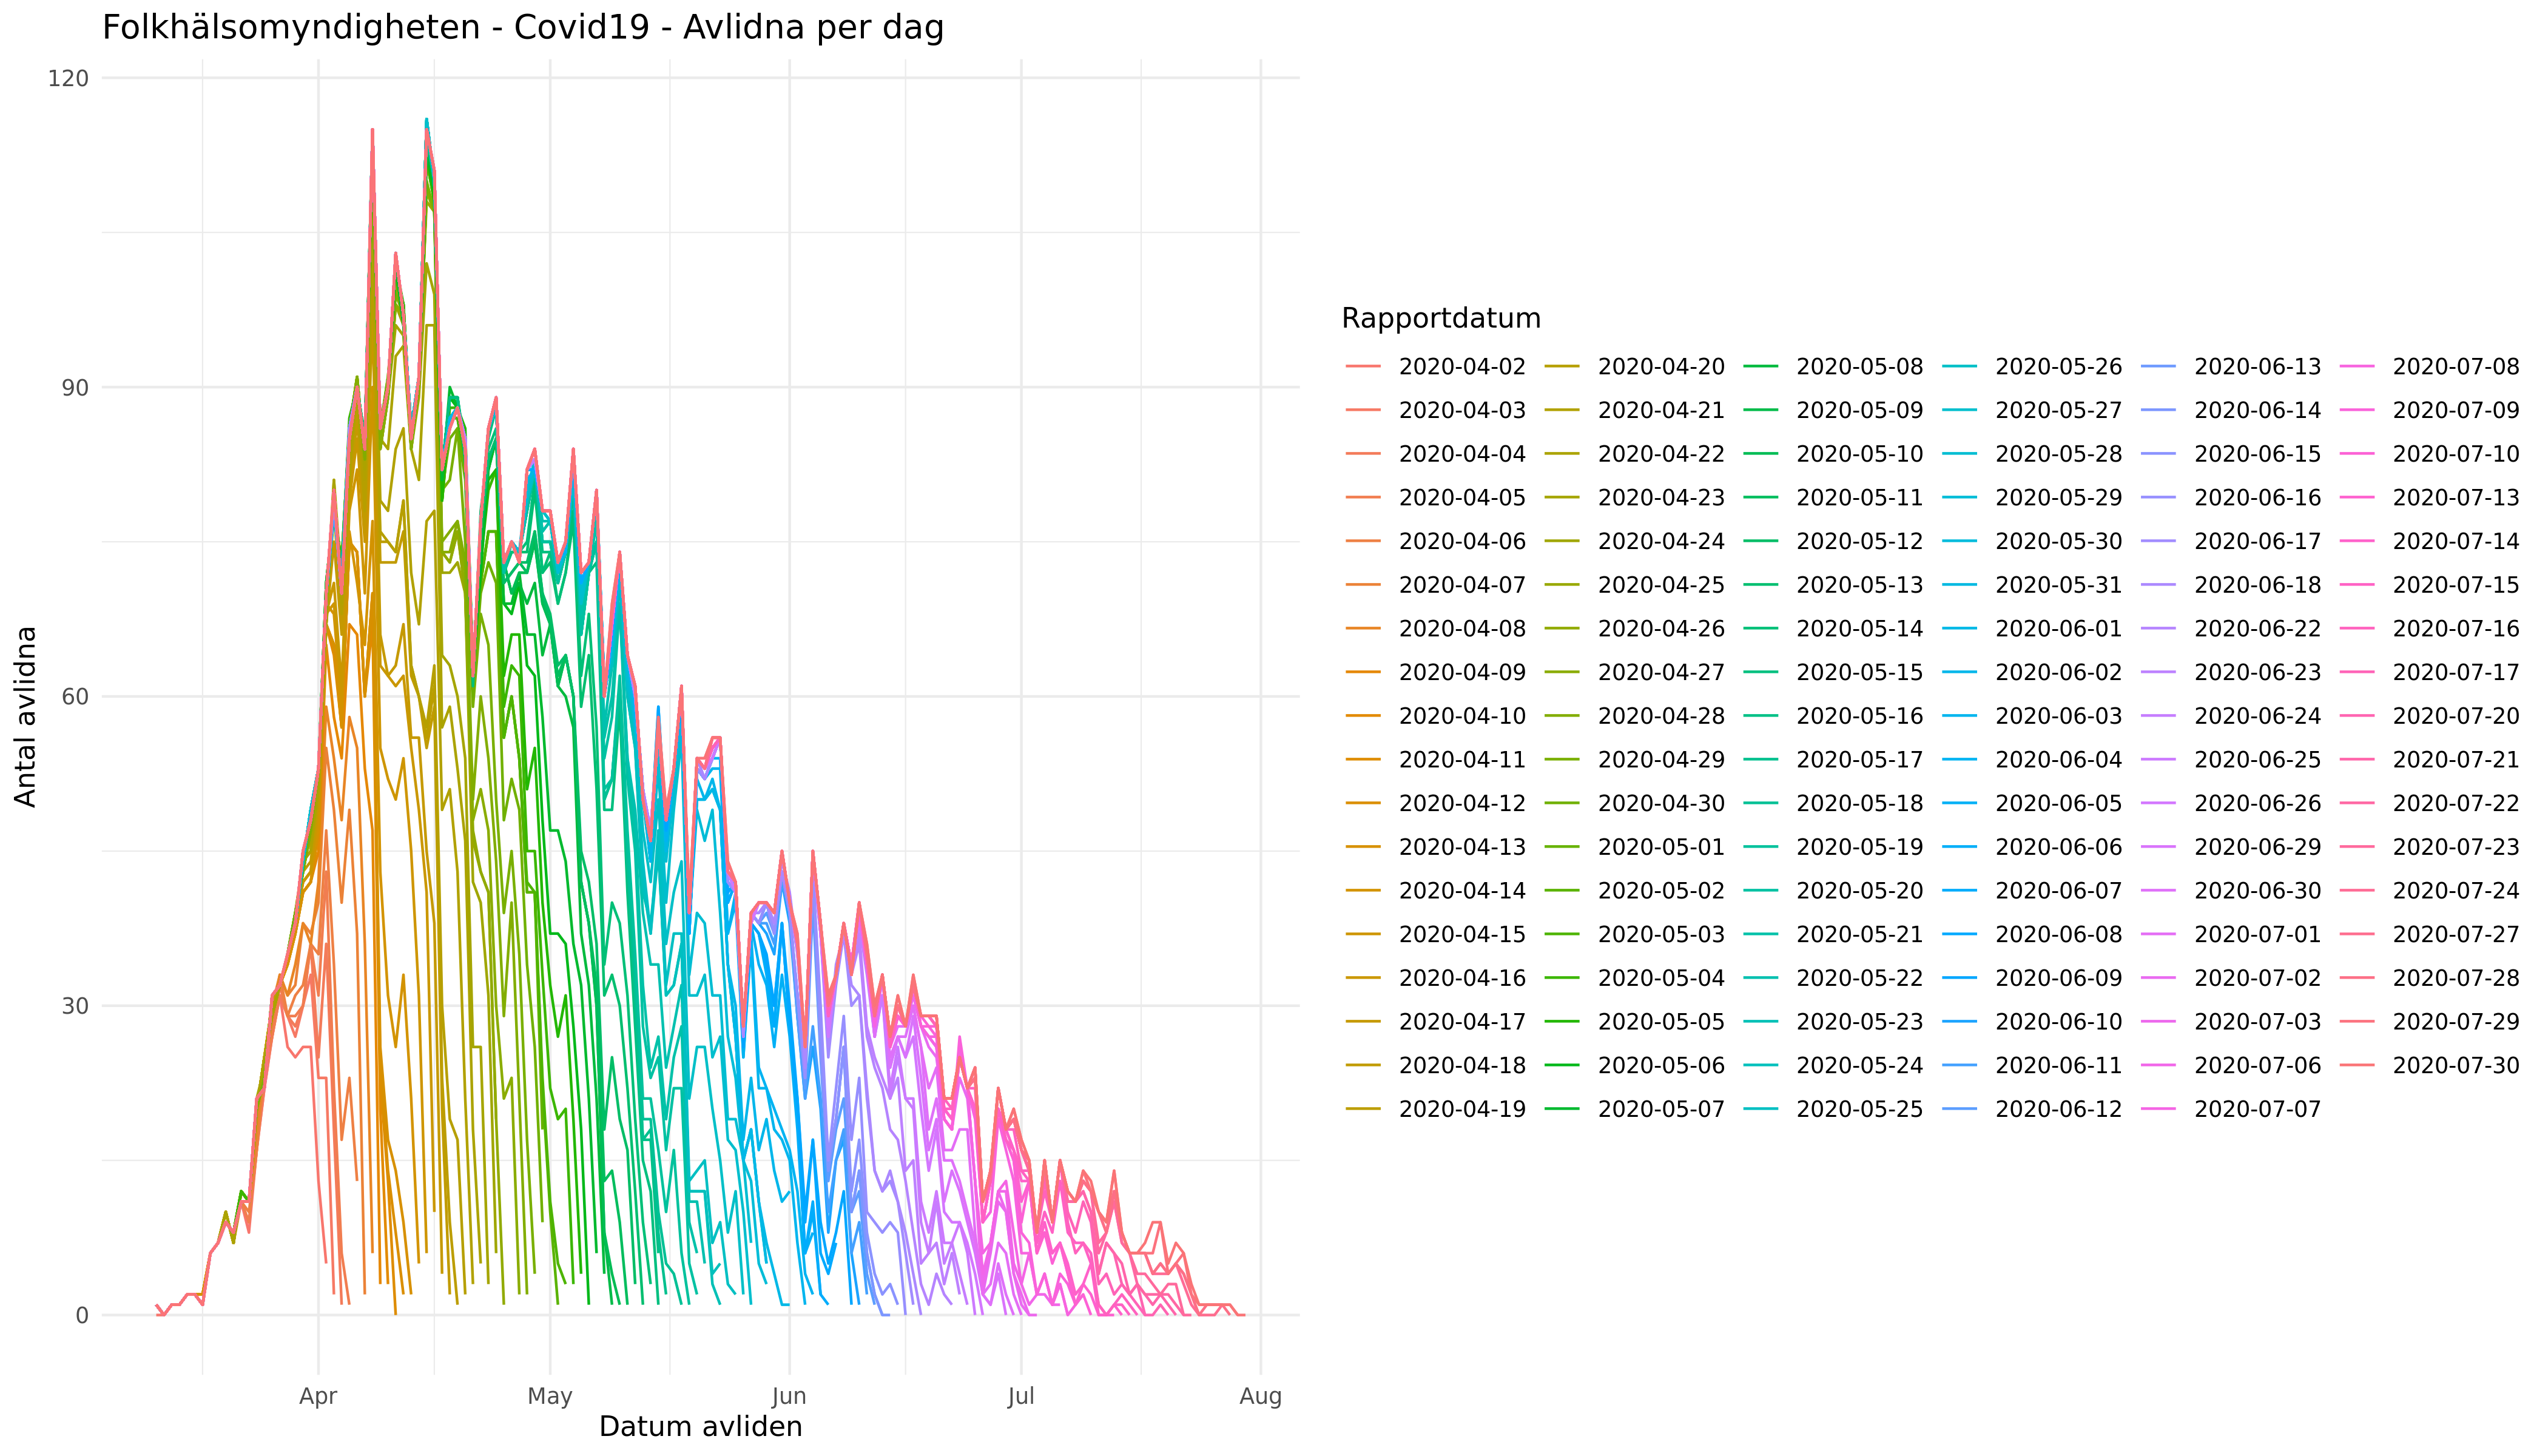 Folkhälsomyndigheten - Covid19 - Avlidna per dag
120
90
60
30
0
Antal avlidna
Apr May Jun Jul Aug
Datum avliden
Rapportdatum
2020-04-02 2020-04-20 2020-05-08 2020-05-26 2020-06-13 2020-07-08
2020-04-03 2020-04-21 2020-05-09 2020-05-27 2020-06-14 2020-07-09
2020-04-04 2020-04-22 2020-05-10 2020-05-28 2020-06-15 2020-07-10
2020-04-05 2020-04-23 2020-05-11 2020-05-29 2020-06-16 2020-07-13
2020-04-06 2020-04-24 2020-05-12 2020-05-30 2020-06-17 2020-07-14
2020-04-07 2020-04-25 2020-05-13 2020-05-31 2020-06-18 2020-07-15
2020-04-08 2020-04-26 2020-05-14 2020-06-01 2020-06-22 2020-07-16
2020-04-09 2020-04-27 2020-05-15 2020-06-02 2020-06-23 2020-07-17
2020-04-10 2020-04-28 2020-05-16 2020-06-03 2020-06-24 2020-07-20
2020-04-11 2020-04-29 2020-05-17 2020-06-04 2020-06-25 2020-07-21
2020-04-12 2020-04-30 2020-05-18 2020-06-05 2020-06-26 2020-07-22
2020-04-13 2020-05-01 2020-05-19 2020-06-06 2020-06-29 2020-07-23
2020-04-14 2020-05-02 2020-05-20 2020-06-07 2020-06-30 2020-07-24
2020-04-15 2020-05-03 2020-05-21 2020-06-08 2020-07-01 2020-07-27
2020-04-16 2020-05-04 2020-05-22 2020-06-09 2020-07-02 2020-07-28
2020-04-17 2020-05-05 2020-05-23 2020-06-10 2020-07-03 2020-07-29
2020-04-18 2020-05-06 2020-05-24 2020-06-11 2020-07-06 2020-07-30
2020-04-19 2020-05-07 2020-05-25 2020-06-12 2020-07-07